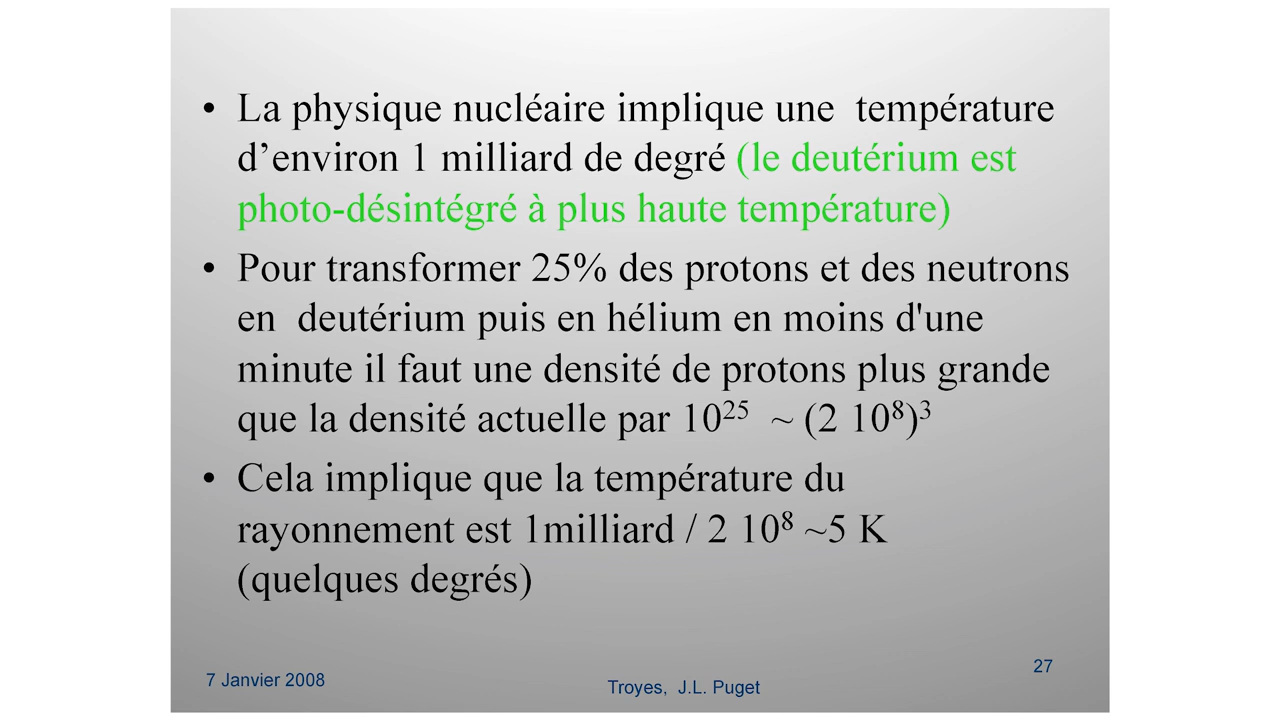 • La physique nucléaire implique une  température
d’environ 1 milliard de degré (le deutérium est
photo-désintégré à plus haute température)
• Pour transformer 25% des protons et des neutrons
en  deutérium puis en hélium en moins d'une
minute il faut une densité de protons plus grande
que la densité actuelle par 10²⁵  ~ (2 10⁸)³
• Cela implique que la température du
rayonnement est 1milliard / 2 10⁸ ~5 K
(quelques degrés)
7 Janvier 2008
Troyes,  J.L. Puget
27